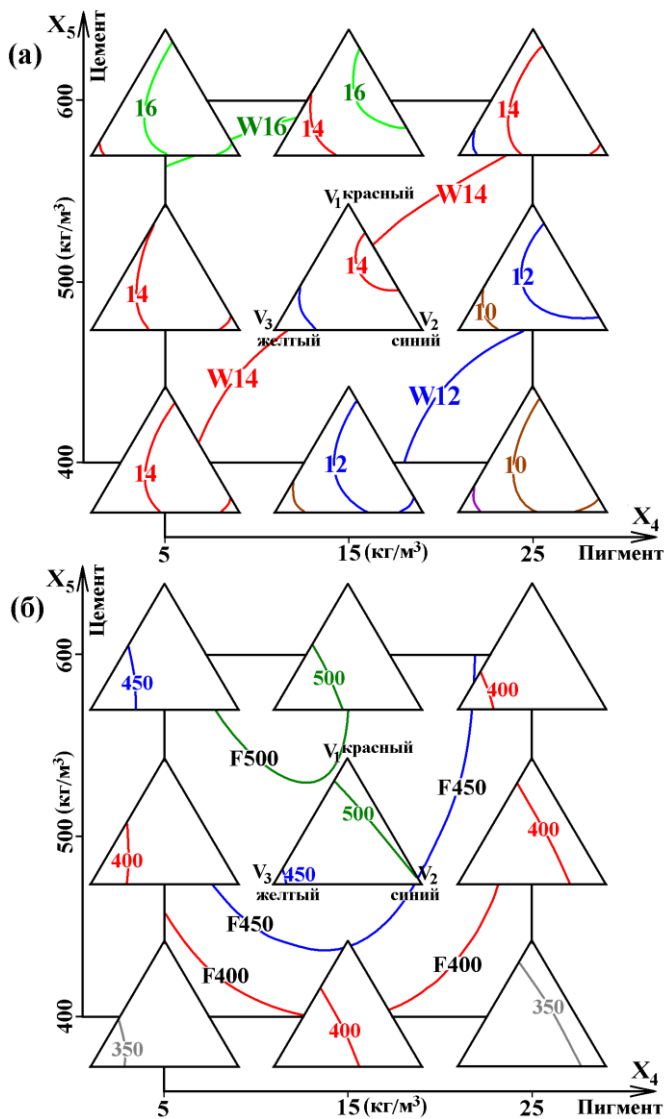 (а)
X5
Цемент
600
500 (кг/м³)
400
16
W16
14
16
14
W14
V1 красный
14
14
12
10
V3
желтый
V2
синий
W14
W12
14
12
10
X4
5
15 (кг/м³)
25
Пигмент
(б)
X5
Цемент
600
500 (кг/м³)
400
450
500
400
F500
F450
V1 красный
500
400
400
450
V3
желтый
V2
синий
F450
F400
F400
350
400
350
X4
5
15 (кг/м³)
25
Пигмент